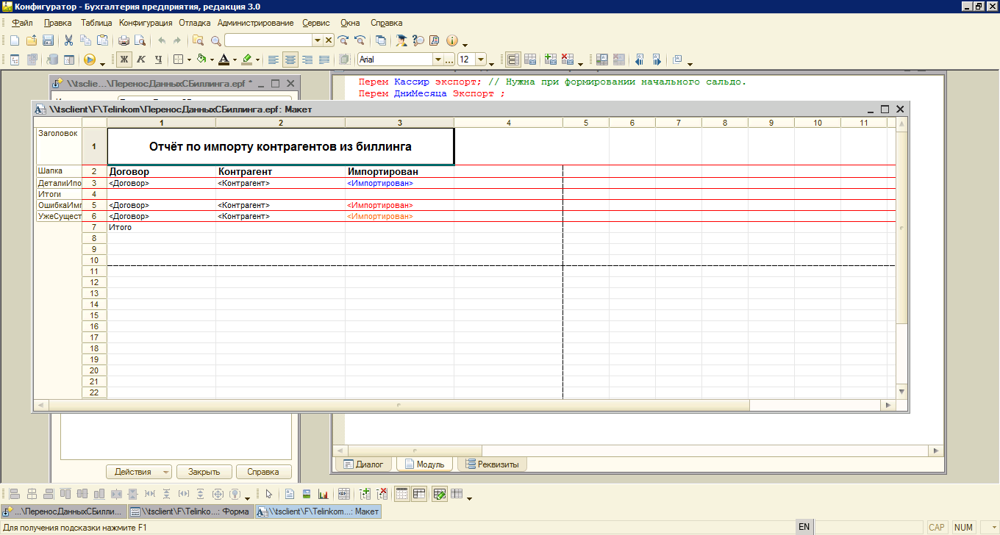 Конфигуратор - Бухгалтерия предприятия, редакция 3.0
Файл Правка Таблица Конфигурация Отладка Администрирование Сервис Окна Справка
Ж К Ч Arial 12
\\tsclie...\ПереносДанныхСБиллинга.epf *
Перем Кассир экспорт; // Нужна при формировании начального сальдо.
Перем ДниМесяца Экспорт ;
\\tsclient\F\Telinkom\ПереносДанныхСБиллинга.epf: Макет
1 2 3 4 5 6 7 8 9 10 11
Заголовок 1 Отчёт по импорту контрагентов из биллинга
Шапка 2 Договор Контрагент Импортирован
ДеталиИпо 3 <Договор> <Контрагент> <Импортирован>
Итоги 4
ОшибкаИмп 5 <Договор> <Контрагент> <Импортирован>
УжеСущест 6 <Договор> <Контрагент> <Импортирован>
7 Итого
8
9
10
11
12
13
14
15
16
17
18
19
20
21
22
Действия Закрыть Справка
Диалог Модуль Реквизиты
...\ПереносДанныхСБилли... \\tsclient\F\Telinko...: Форма \\tsclient\F\Telinkom...: Макет
Для получения подсказки нажмите F1 EN CAP NUM